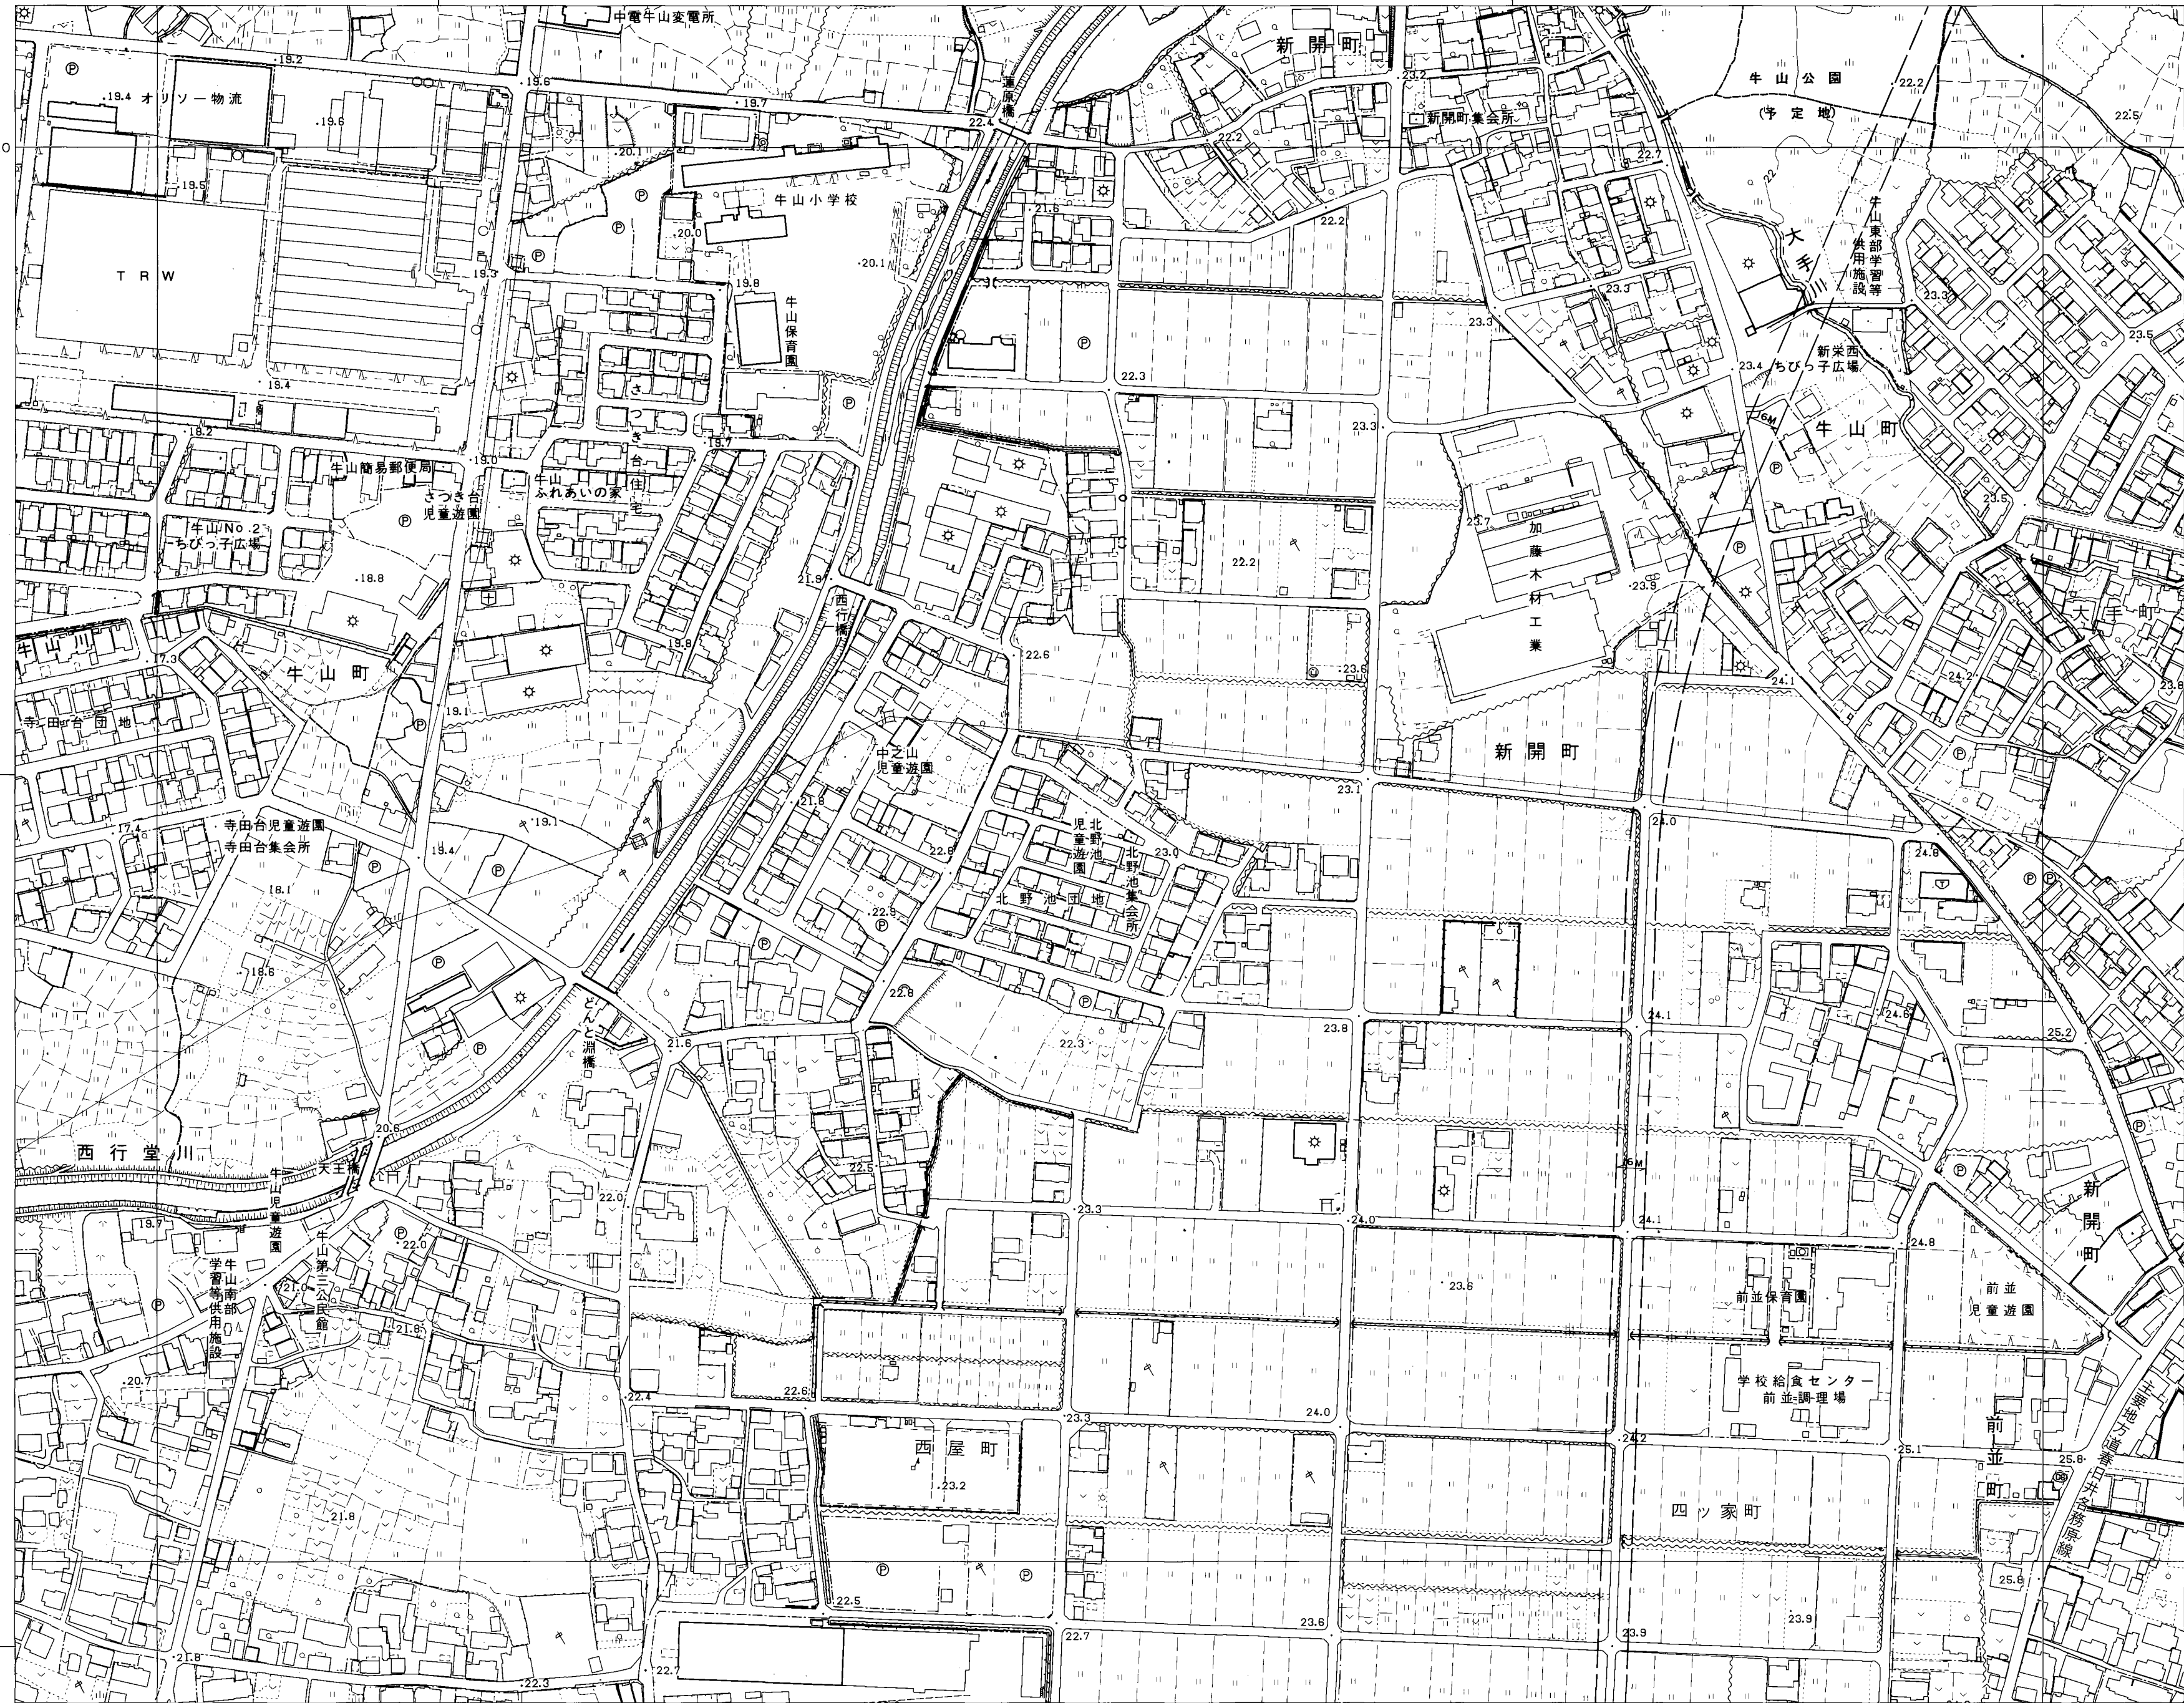 中電牛山変電所
新開町
蓮原橋
牛山公園
(予定地)
オリソー物流
新開町集会所
牛山小学校
TRW
牛山保育園
大手川
牛山東部学習等
供用施設
新栄西
ちびっ子広場
さつき台住宅
牛山町
牛山簡易郵便局
さつき台
児童遊園
牛山
ふれあいの家
牛山No.2
ちびっ子広場
加藤木材工業
西行橋
大手町
牛山川
牛山町
寺田台団地
中之山
児童遊園
新開町
寺田台児童遊園
寺田台集会所
北野池
児童遊園
北野池集会所
北野池団地
どんと淵橋
西行堂川
天王橋
牛山児童遊園
牛山第三公民館
牛山南部
学習等供用施設
新開町
前並保育園
前並
児童遊園
学校給食センター
前並調理場
主要地方道春日井各務原線
西屋町
前並町
四ッ家町
19.2
19.6
19.7
22.4
23.2
22.2
22.5
19.4
19.6
20.1
22.2
22.7
19.5
20.0
21.6
22.2
19.3
19.8
20.1
23.3
23.3
23.3
23.5
19.4
22.3
23.4
16M
18.2
19.0
19.7
23.3
23.7
23.5
18.8
21.9
22.2
23.9
17.3
19.8
22.6
23.6
24.1
24.2
23.8
19.1
21.8
23.1
24.0
17.4
19.1
19.4
22.8
23.0
24.8
18.1
22.9
18.6
22.8
23.8
24.1
24.6
25.2
21.6
22.3
20.6
22.5
16M
19.7
22.0
22.0
23.3
24.0
24.1
24.8
21.0
21.8
23.6
20.7
22.4
22.6
23.3
24.0
24.2
25.1
25.8
21.8
23.2
22.5
25.8
21.8
22.3
22.7
22.7
23.6
23.9
23.9